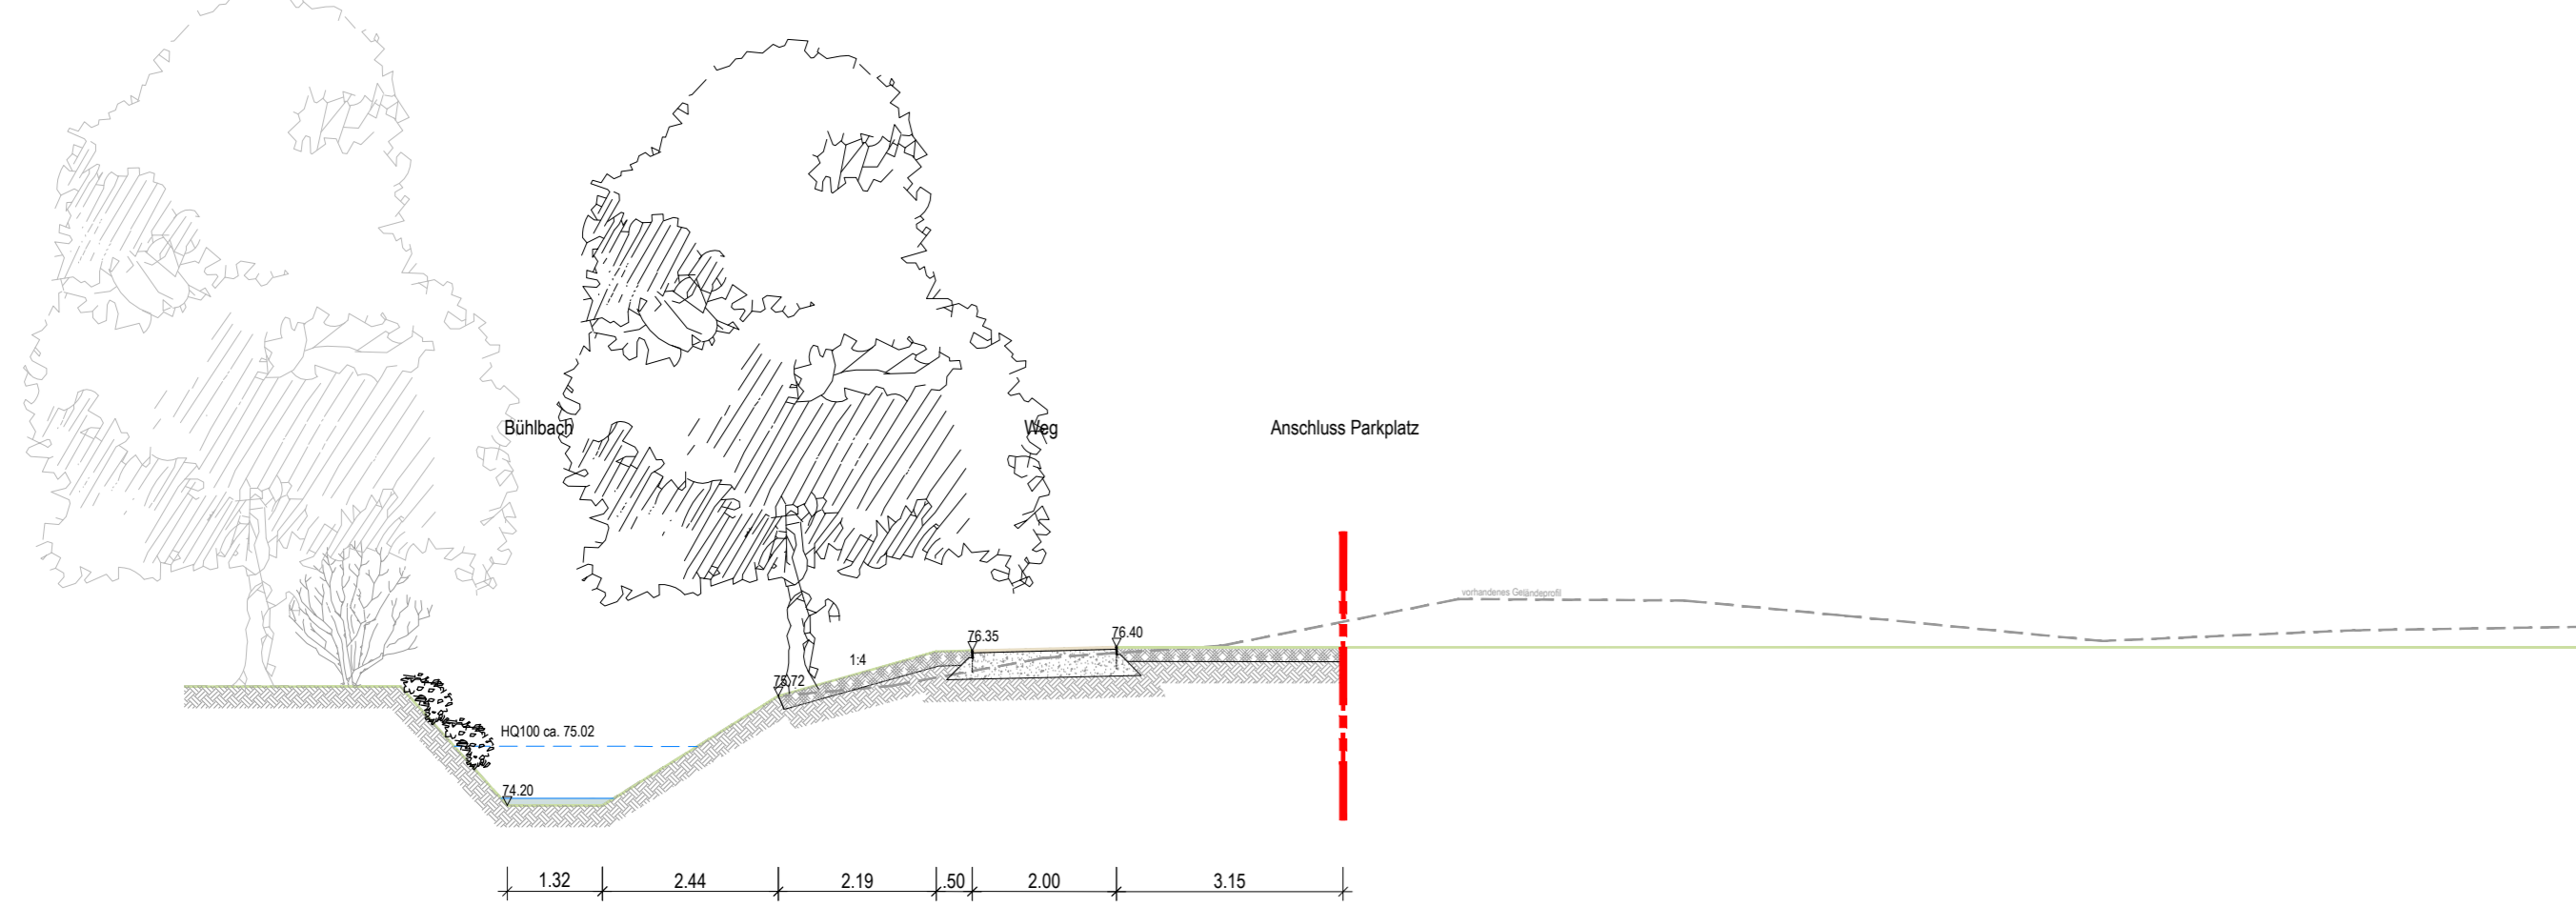 Bühlbach
Weg
Anschluss Parkplatz
vorhandenes Geländeprofil
76.35
76.40
1:4
75.72
HQ100 ca. 75.02
74.20
1.32
2.44
2.19
.50
2.00
3.15